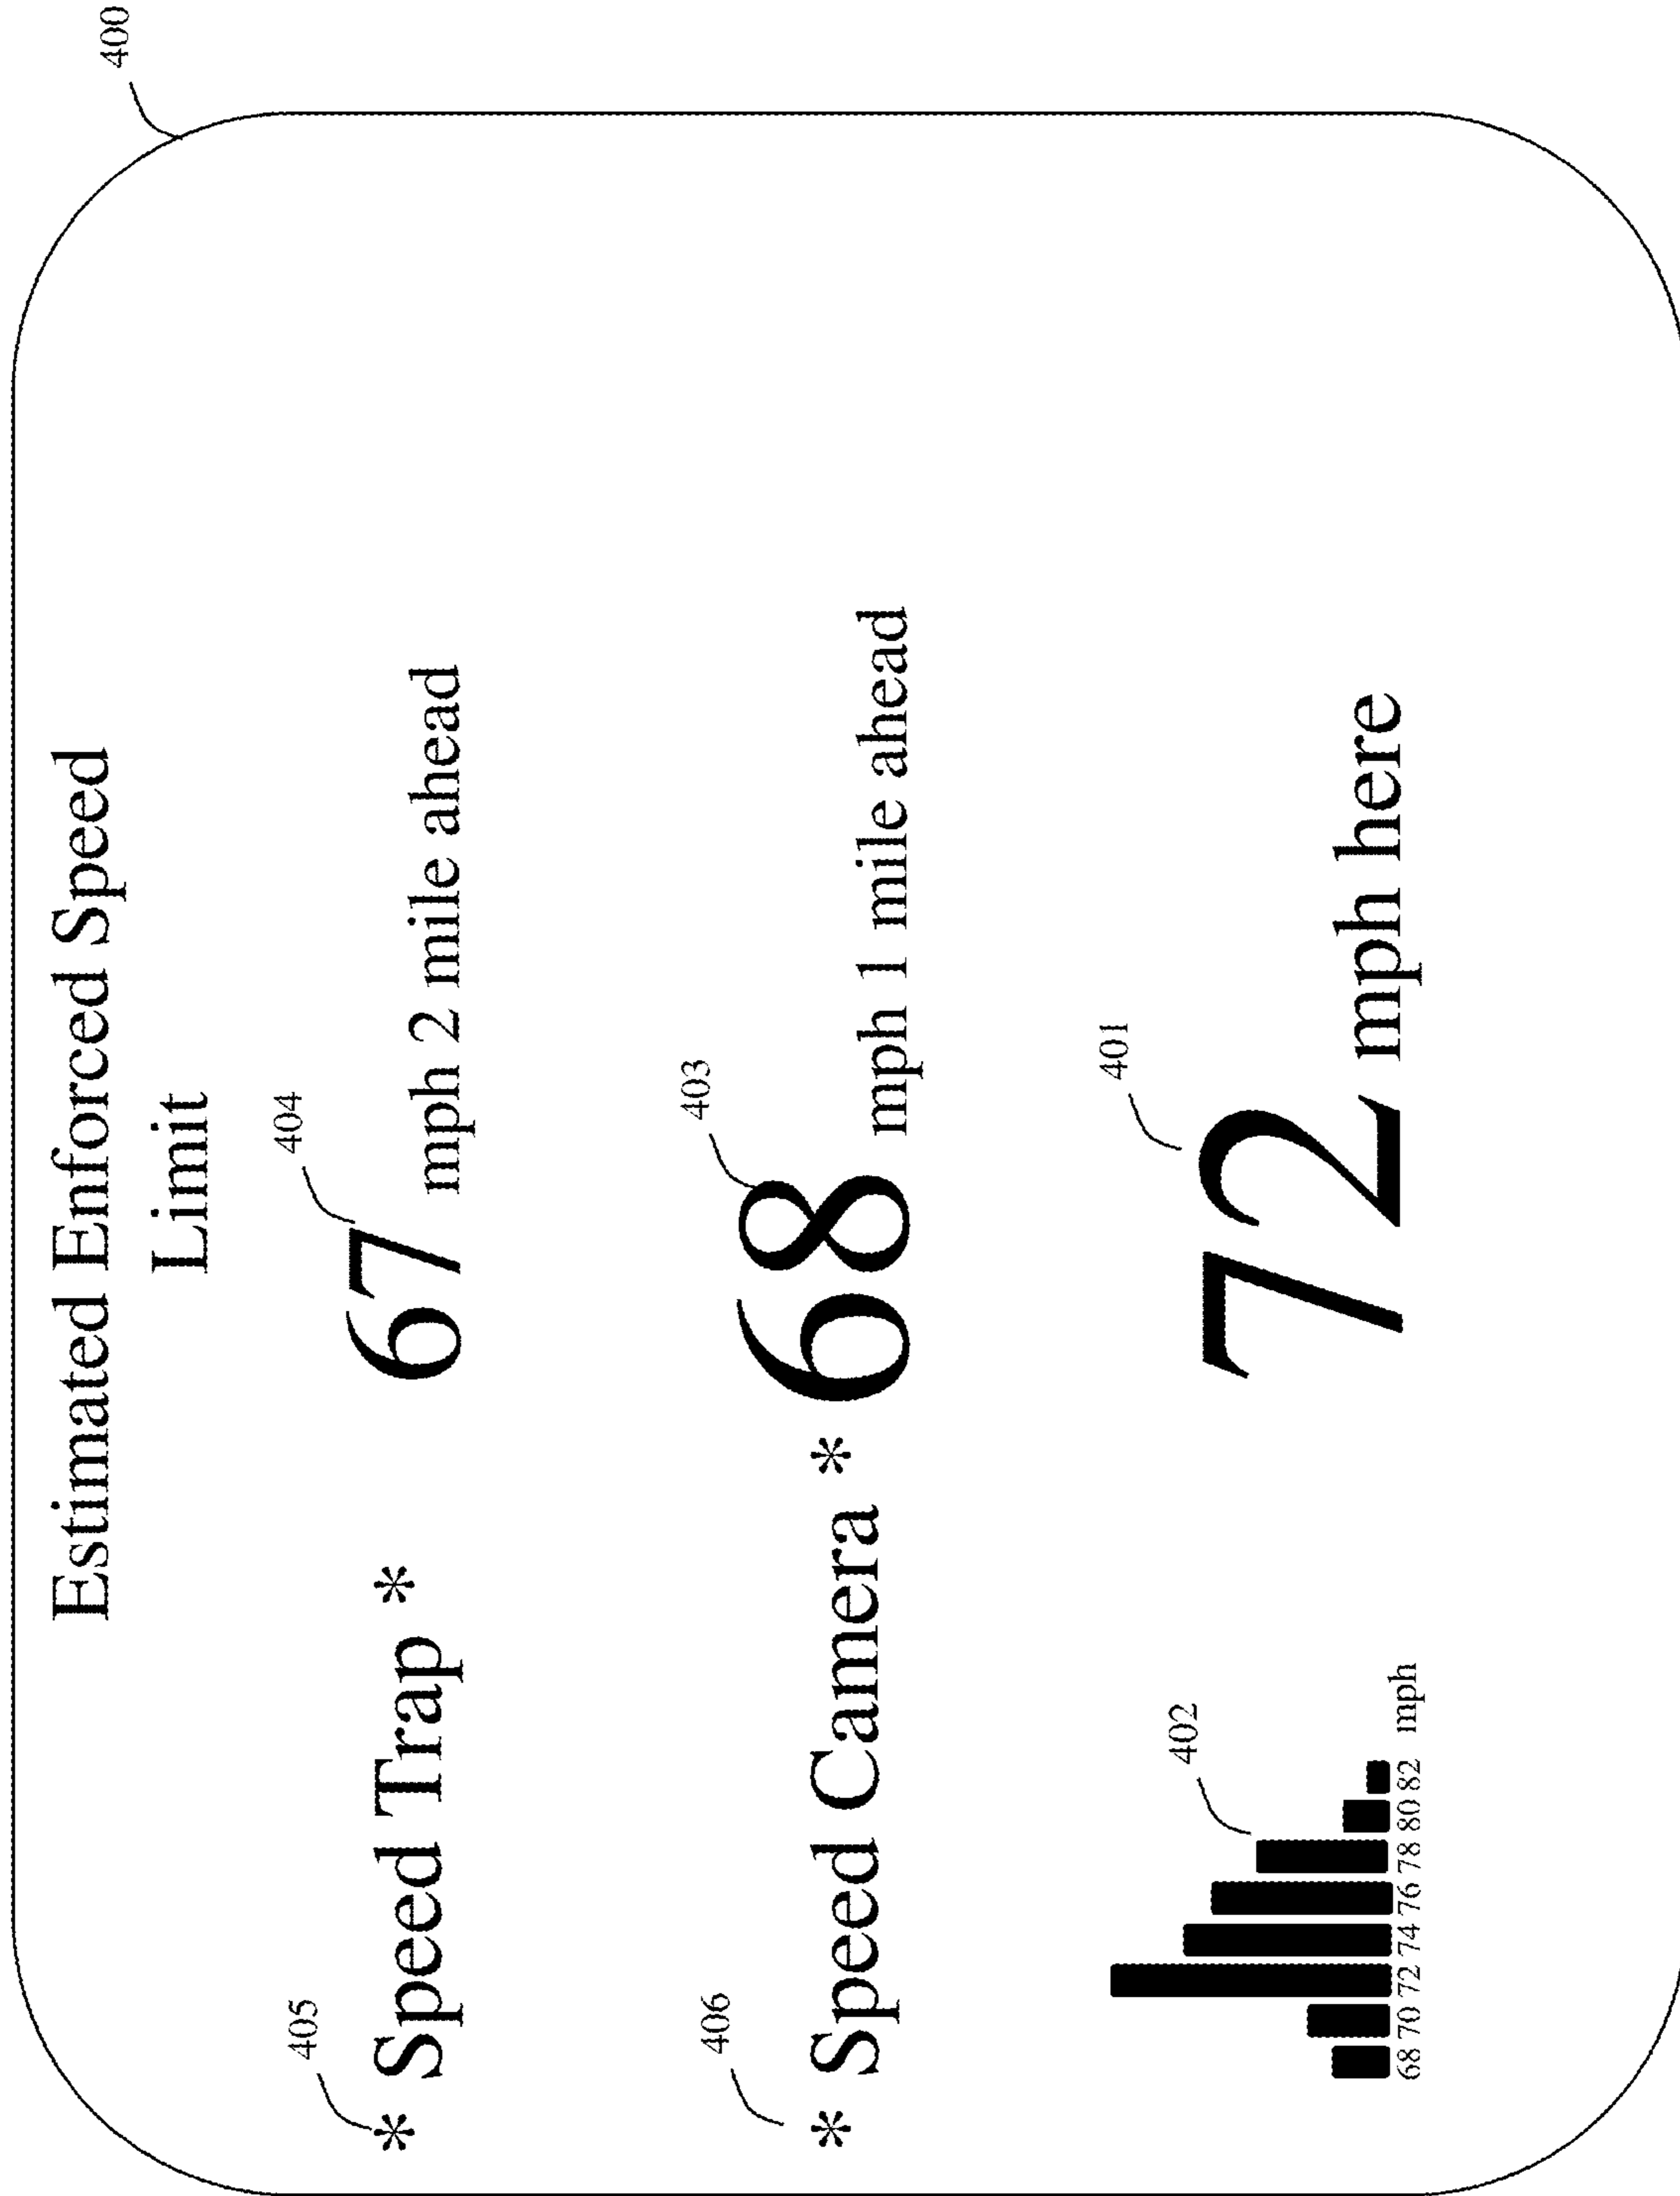 400
Estimated Enforced Speed
Limit
405
* Speed Trap *
404
67 mph 2 mile ahead
406
* Speed Camera *
403
68 mph 1 mile ahead
402
68 70 72 74 76 78 80 82 mph
401
72 mph here